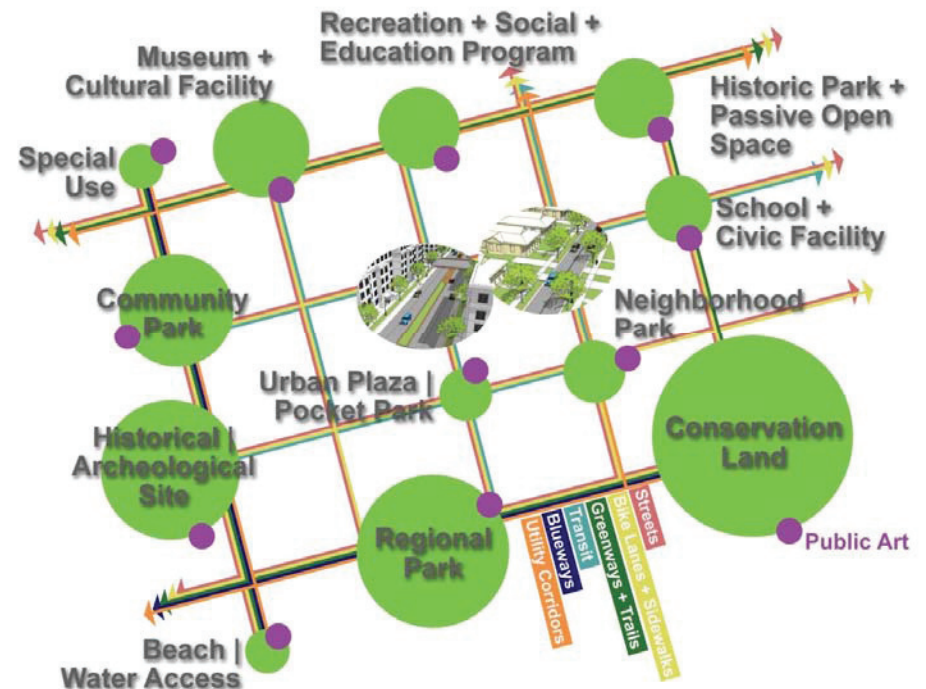 Recreation + Social +
Education Program
Museum +
Cultural Facility
Historic Park +
Passive Open
Space
Special
Use
School +
Civic Facility
Community
Park
Neighborhood
Park
Urban Plaza |
Pocket Park
Historical |
Archeological
Site
Conservation
Land
Regional
Park
Utility Corridors
Blueways
Transit
Greenways + Trails
Bike Lanes + Sidewalks
Streets
Public Art
Beach |
Water Access